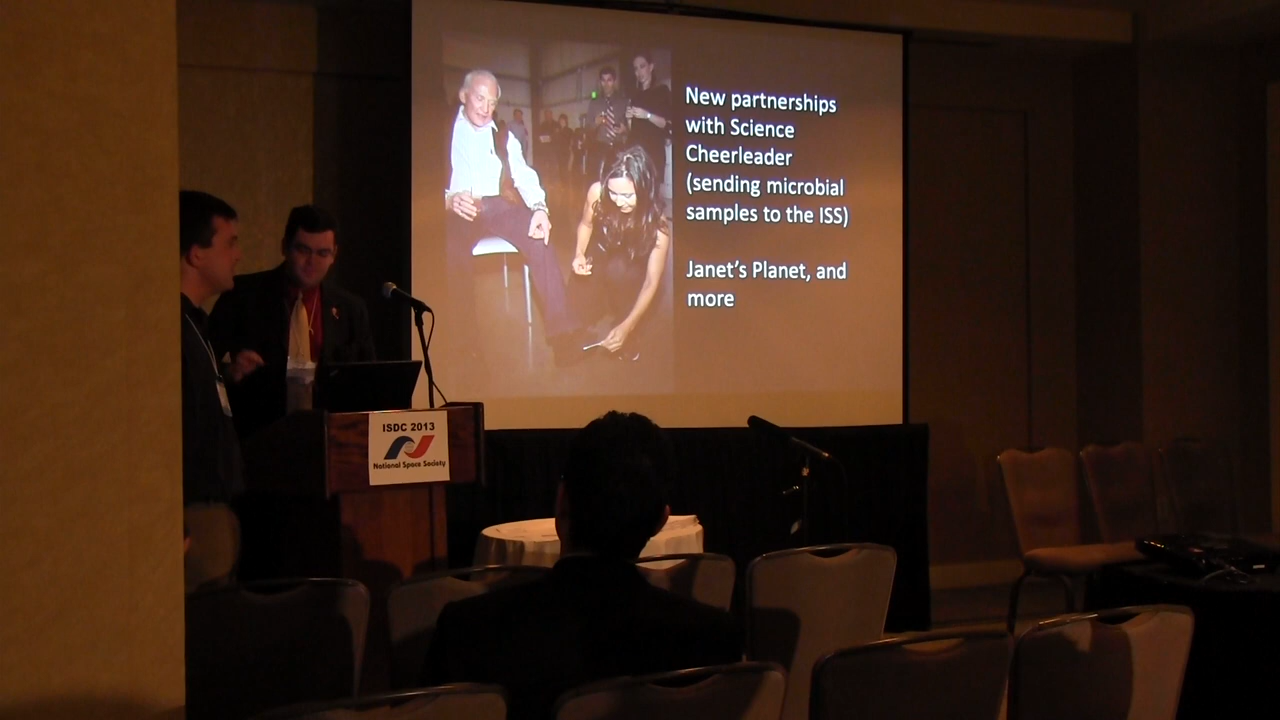 New partnerships
with Science
Cheerleader
(sending microbial
samples to the ISS)
Janet's Planet, and
more
ISDC 2013
National Space Society